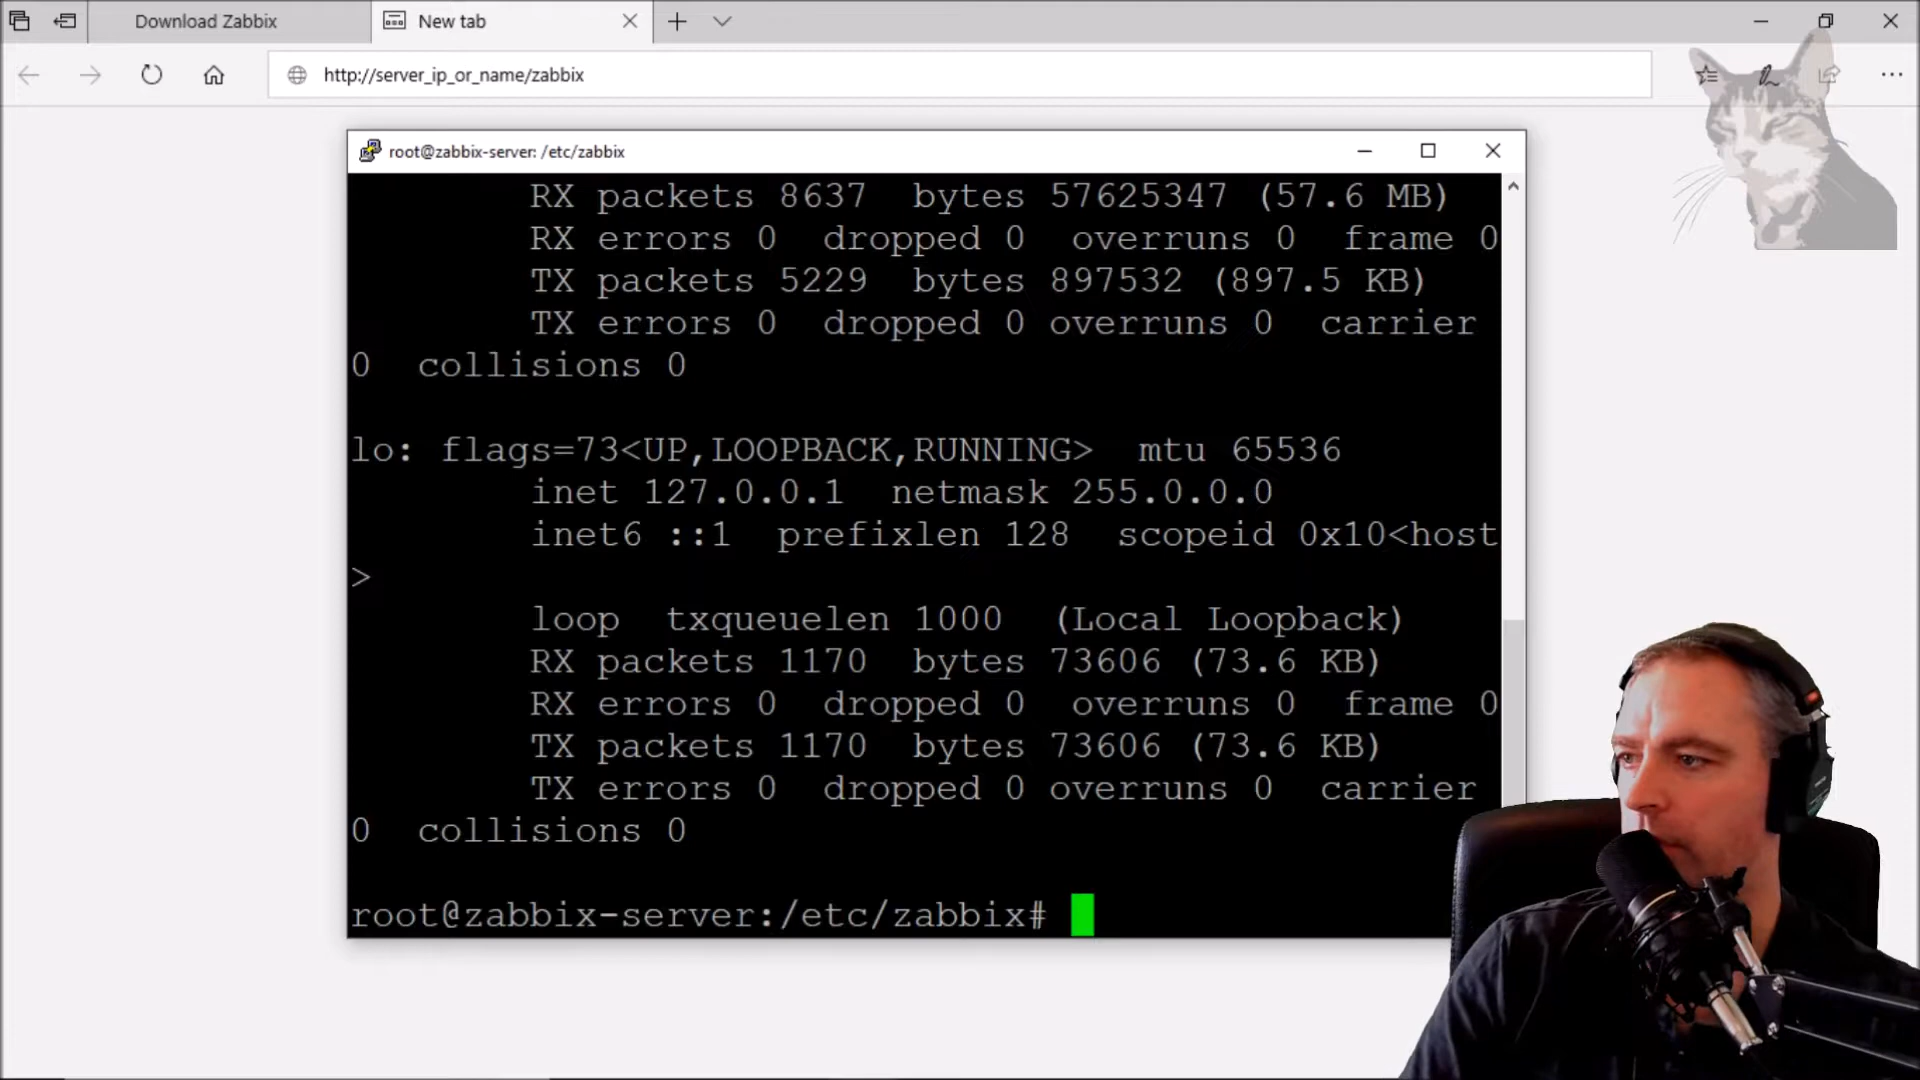 Download Zabbix
New tab
http://server_ip_or_name/zabbix
root@zabbix-server: /etc/zabbix
RX packets 8637 bytes 57625347 (57.6 MB)
RX errors 0 dropped 0 overruns 0 frame 0
TX packets 5229 bytes 897532 (897.5 KB)
TX errors 0 dropped 0 overruns 0 carrier
0 collisions 0
lo: flags=73<UP,LOOPBACK,RUNNING> mtu 65536
inet 127.0.0.1 netmask 255.0.0.0
inet6 ::1 prefixlen 128 scopeid 0x10<host
>
loop txqueuelen 1000 (Local Loopback)
RX packets 1170 bytes 73606 (73.6 KB)
RX errors 0 dropped 0 overruns 0 frame 0
TX packets 1170 bytes 73606 (73.6 KB)
TX errors 0 dropped 0 overruns 0 carrier
0 collisions 0
root@zabbix-server:/etc/zabbix#